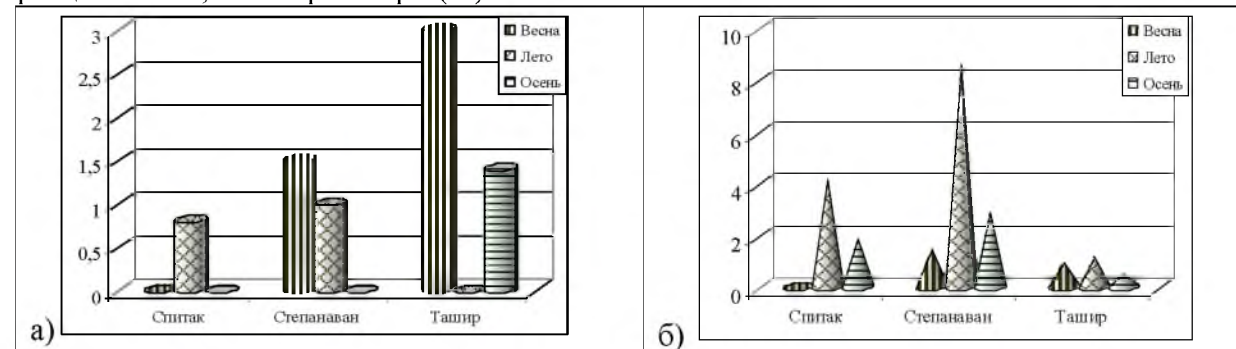 3
2,5
2
1,5
1
0,5
0
Спитак Степанаван Ташир
Весна
Лето
Осень
а)
10
8
6
4
2
0
Спитак Степанаван Ташир
Весна
Лето
Осень
б)